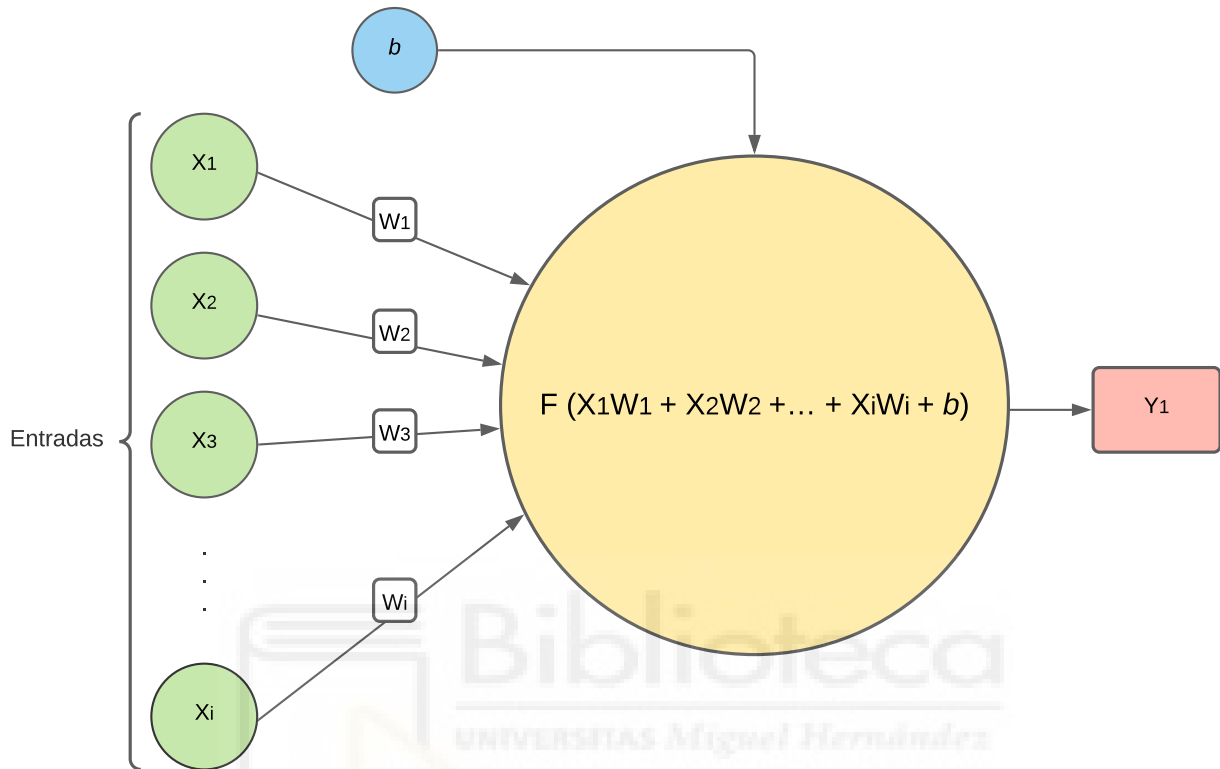 b
X1
W1
X2
W2
F (X1W1 + X2W2 +… + XiWi + b)
Y1
X3
W3
Entradas
.
.
.
Wi
Xi
Biblioteca
UNIVERSITAS Miguel Hernández